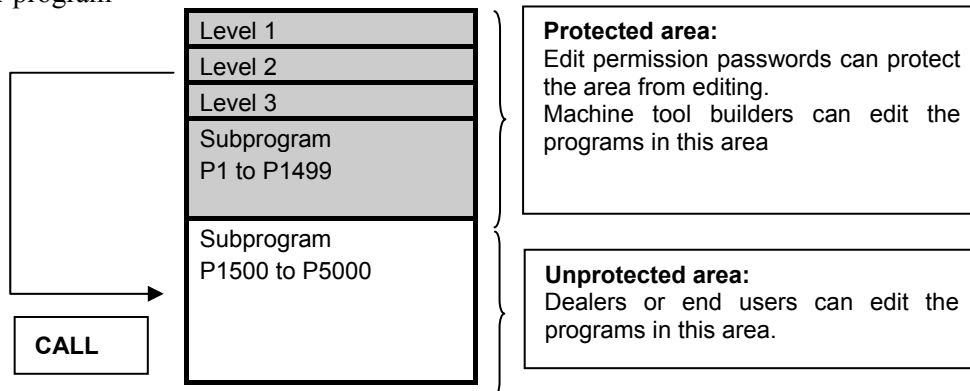 program
Level 1
Level 2
Level 3
Subprogram
P1 to P1499
Subprogram
P1500 to P5000
CALL
Protected area:
Edit permission passwords can protect
the area from editing.
Machine tool builders can edit the
programs in this area
Unprotected area:
Dealers or end users can edit the
programs in this area.